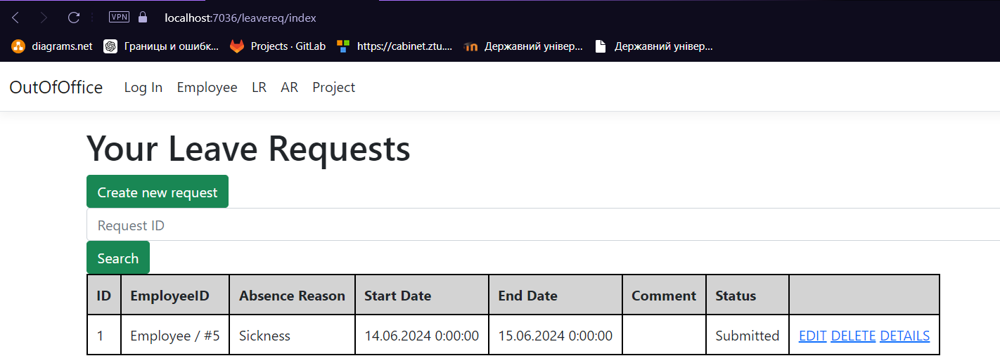 VPN localhost:7036/leavereq/index
diagrams.net Границы и ошибк... Projects · GitLab https://cabinet.ztu.... Державний універ... Державний універ...
OutOfOffice Log In Employee LR AR Project
Your Leave Requests
Create new request
Request ID
Search
ID EmployeeID Absence Reason Start Date End Date Comment Status
1 Employee / #5 Sickness 14.06.2024 0:00:00 15.06.2024 0:00:00 Submitted EDIT DELETE DETAILS